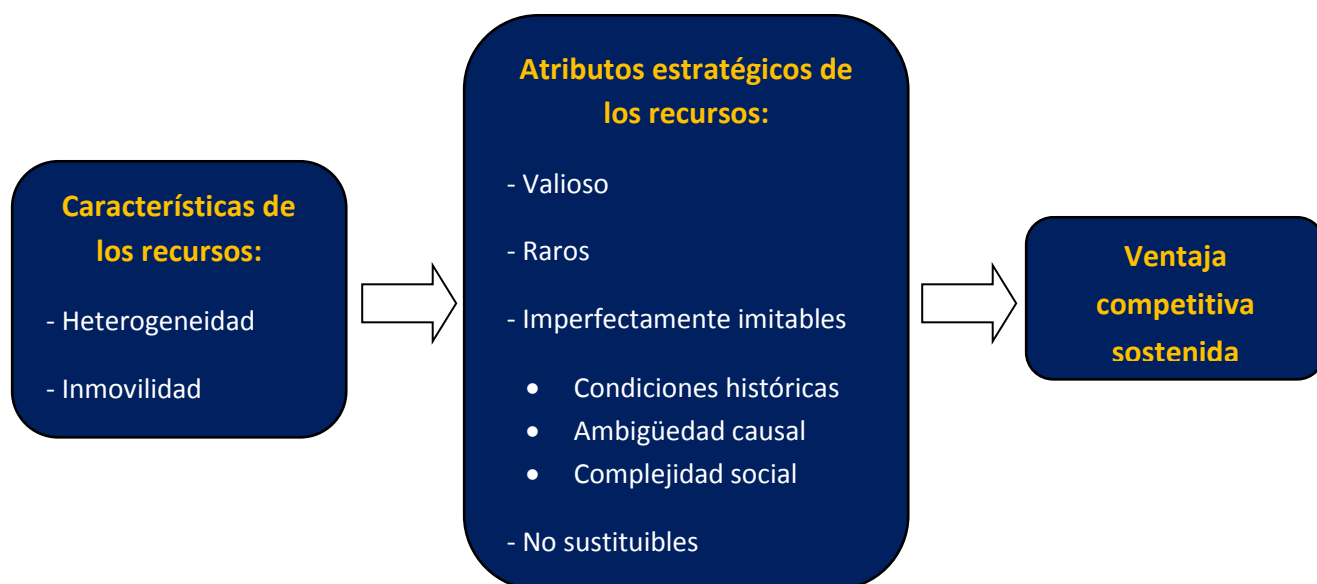 Características de
los recursos:
- Heterogeneidad
- Inmovilidad
Atributos estratégicos de
los recursos:
- Valioso
- Raros
- Imperfectamente imitables
• Condiciones históricas
• Ambigüedad causal
• Complejidad social
- No sustituibles
Ventaja
competitiva
sostenida